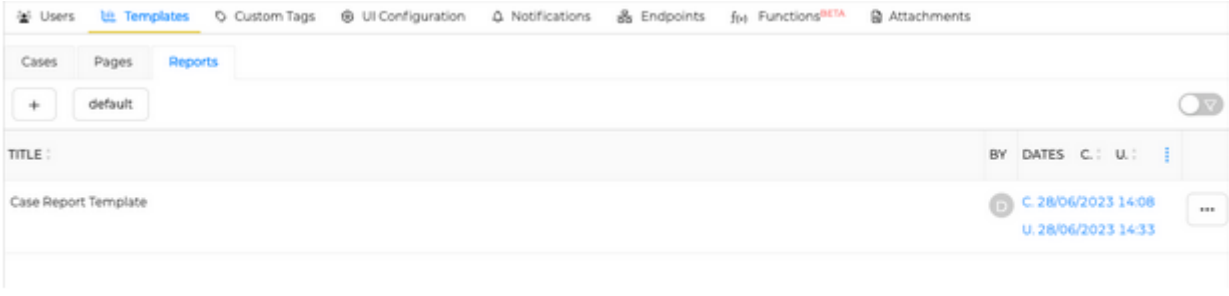 Users Templates Custom Tags UI Configuration Notifications Endpoints f(x) Functions BETA Attachments
Cases Pages Reports
+ default
TITLE BY DATES C. U.
Case Report Template D C. 28/06/2023 14:08
U. 28/06/2023 14:33